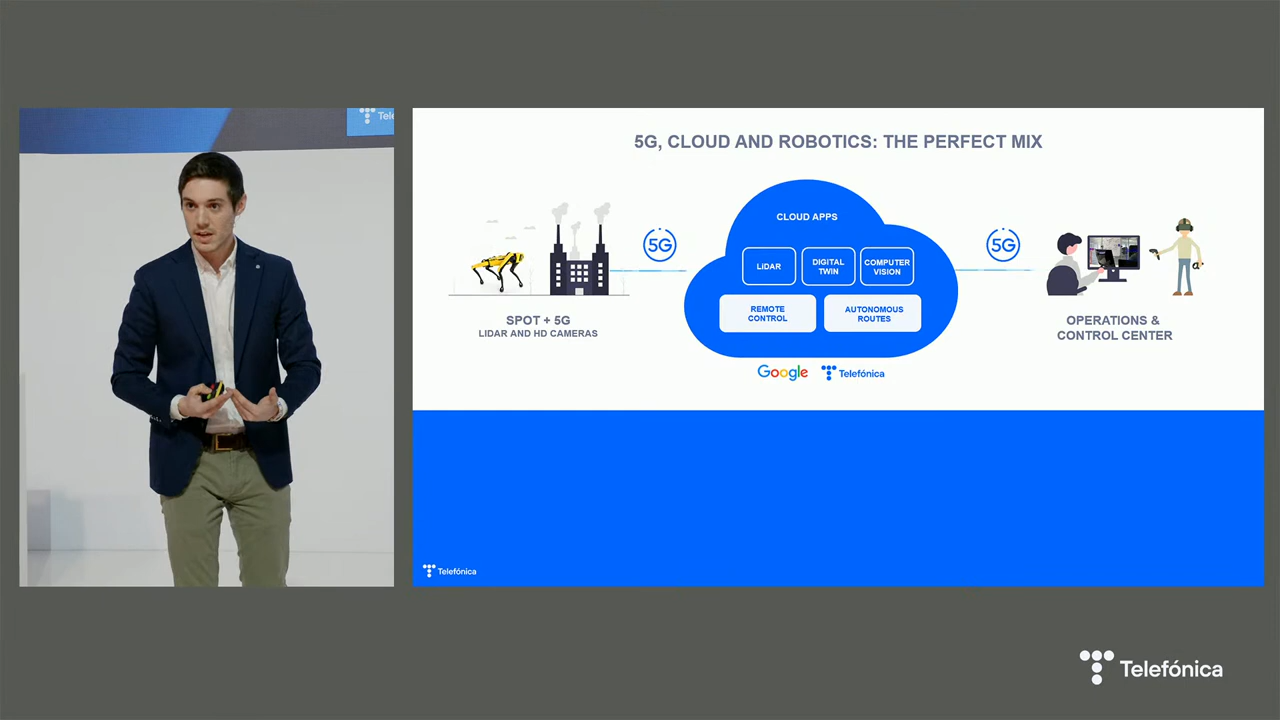 Tele
5G, CLOUD AND ROBOTICS: THE PERFECT MIX
CLOUD APPS
5G
5G
LiDAR
DIGITAL
TWIN
COMPUTER
VISION
REMOTE
CONTROL
AUTONOMOUS
ROUTES
SPOT + 5G
LIDAR AND HD CAMERAS
OPERATIONS &
CONTROL CENTER
Google
Telefónica
Telefónica
Telefónica